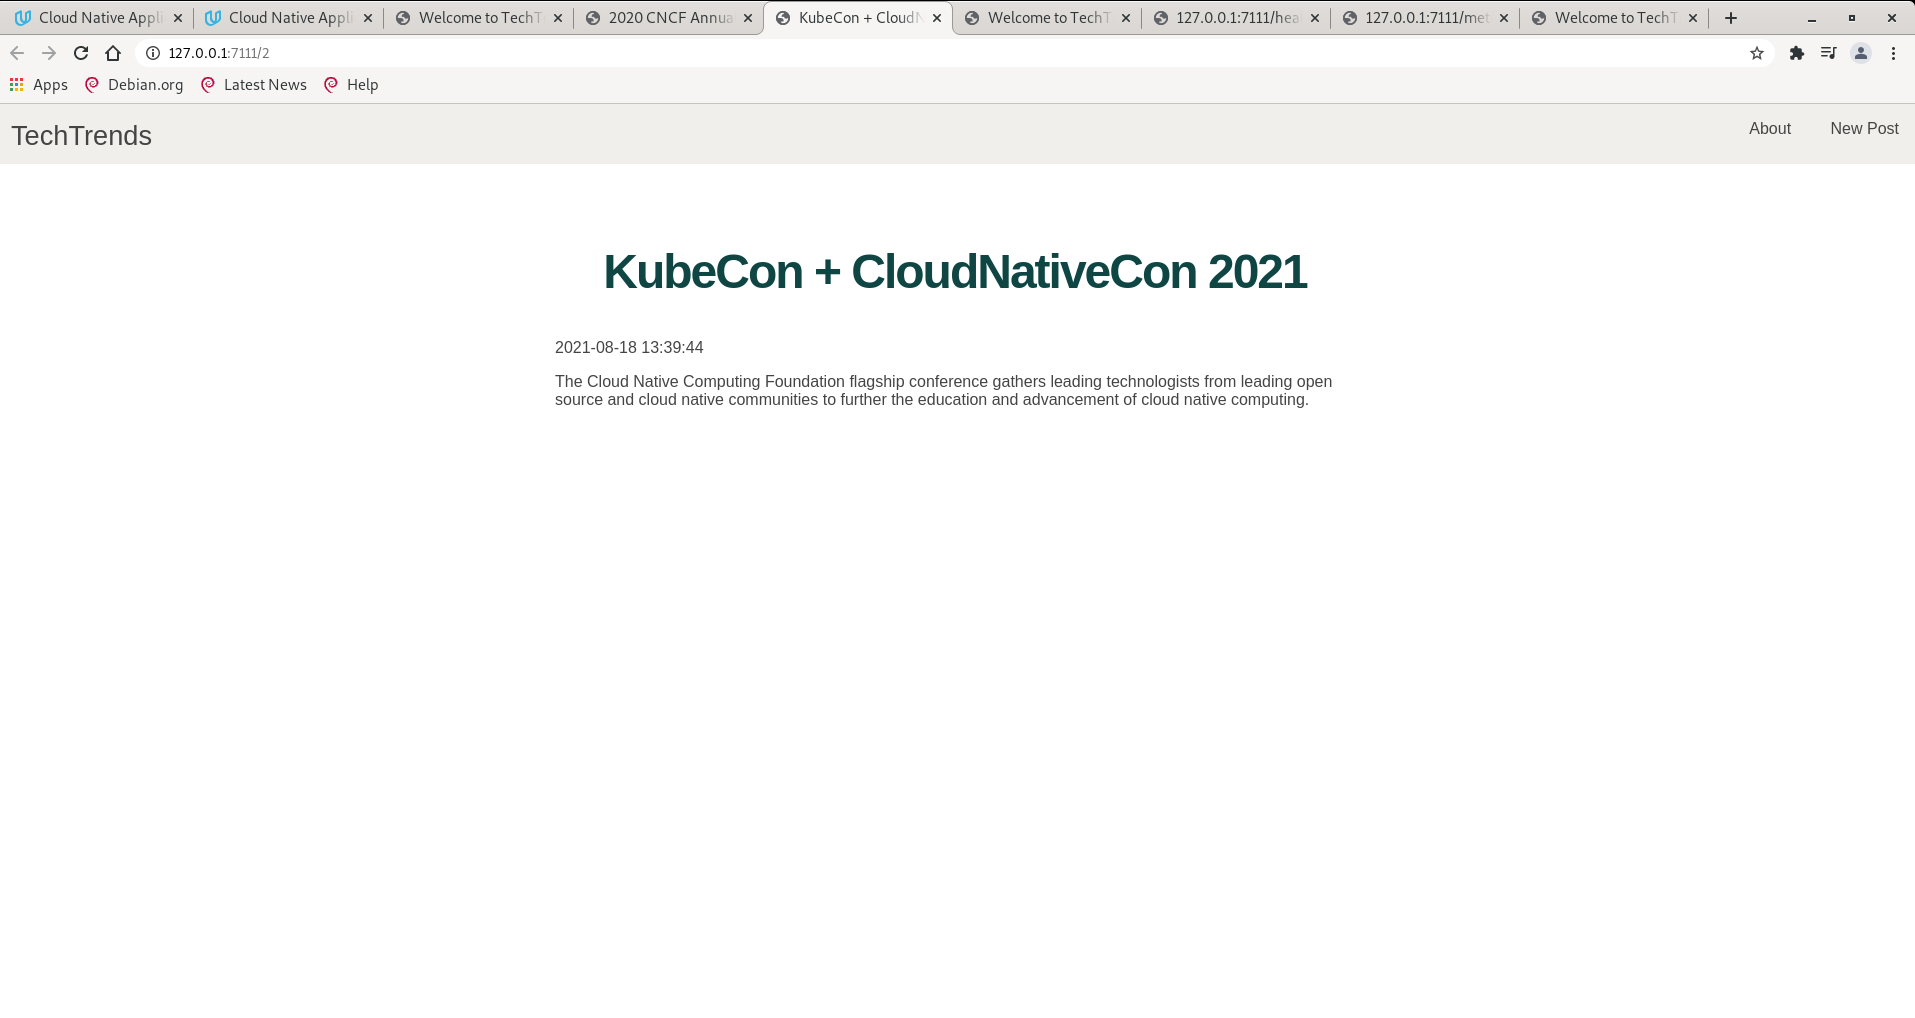 Cloud Native Appli
Cloud Native Appli
Welcome to TechT
2020 CNCF Annua
KubeCon + CloudN
Welcome to TechT
127.0.0.1:7111/hea
127.0.0.1:7111/met
Welcome to TechT
127.0.0.1:7111/2
Apps Debian.org Latest News Help
TechTrends About New Post
KubeCon + CloudNativeCon 2021
2021-08-18 13:39:44
The Cloud Native Computing Foundation flagship conference gathers leading technologists from leading open
source and cloud native communities to further the education and advancement of cloud native computing.